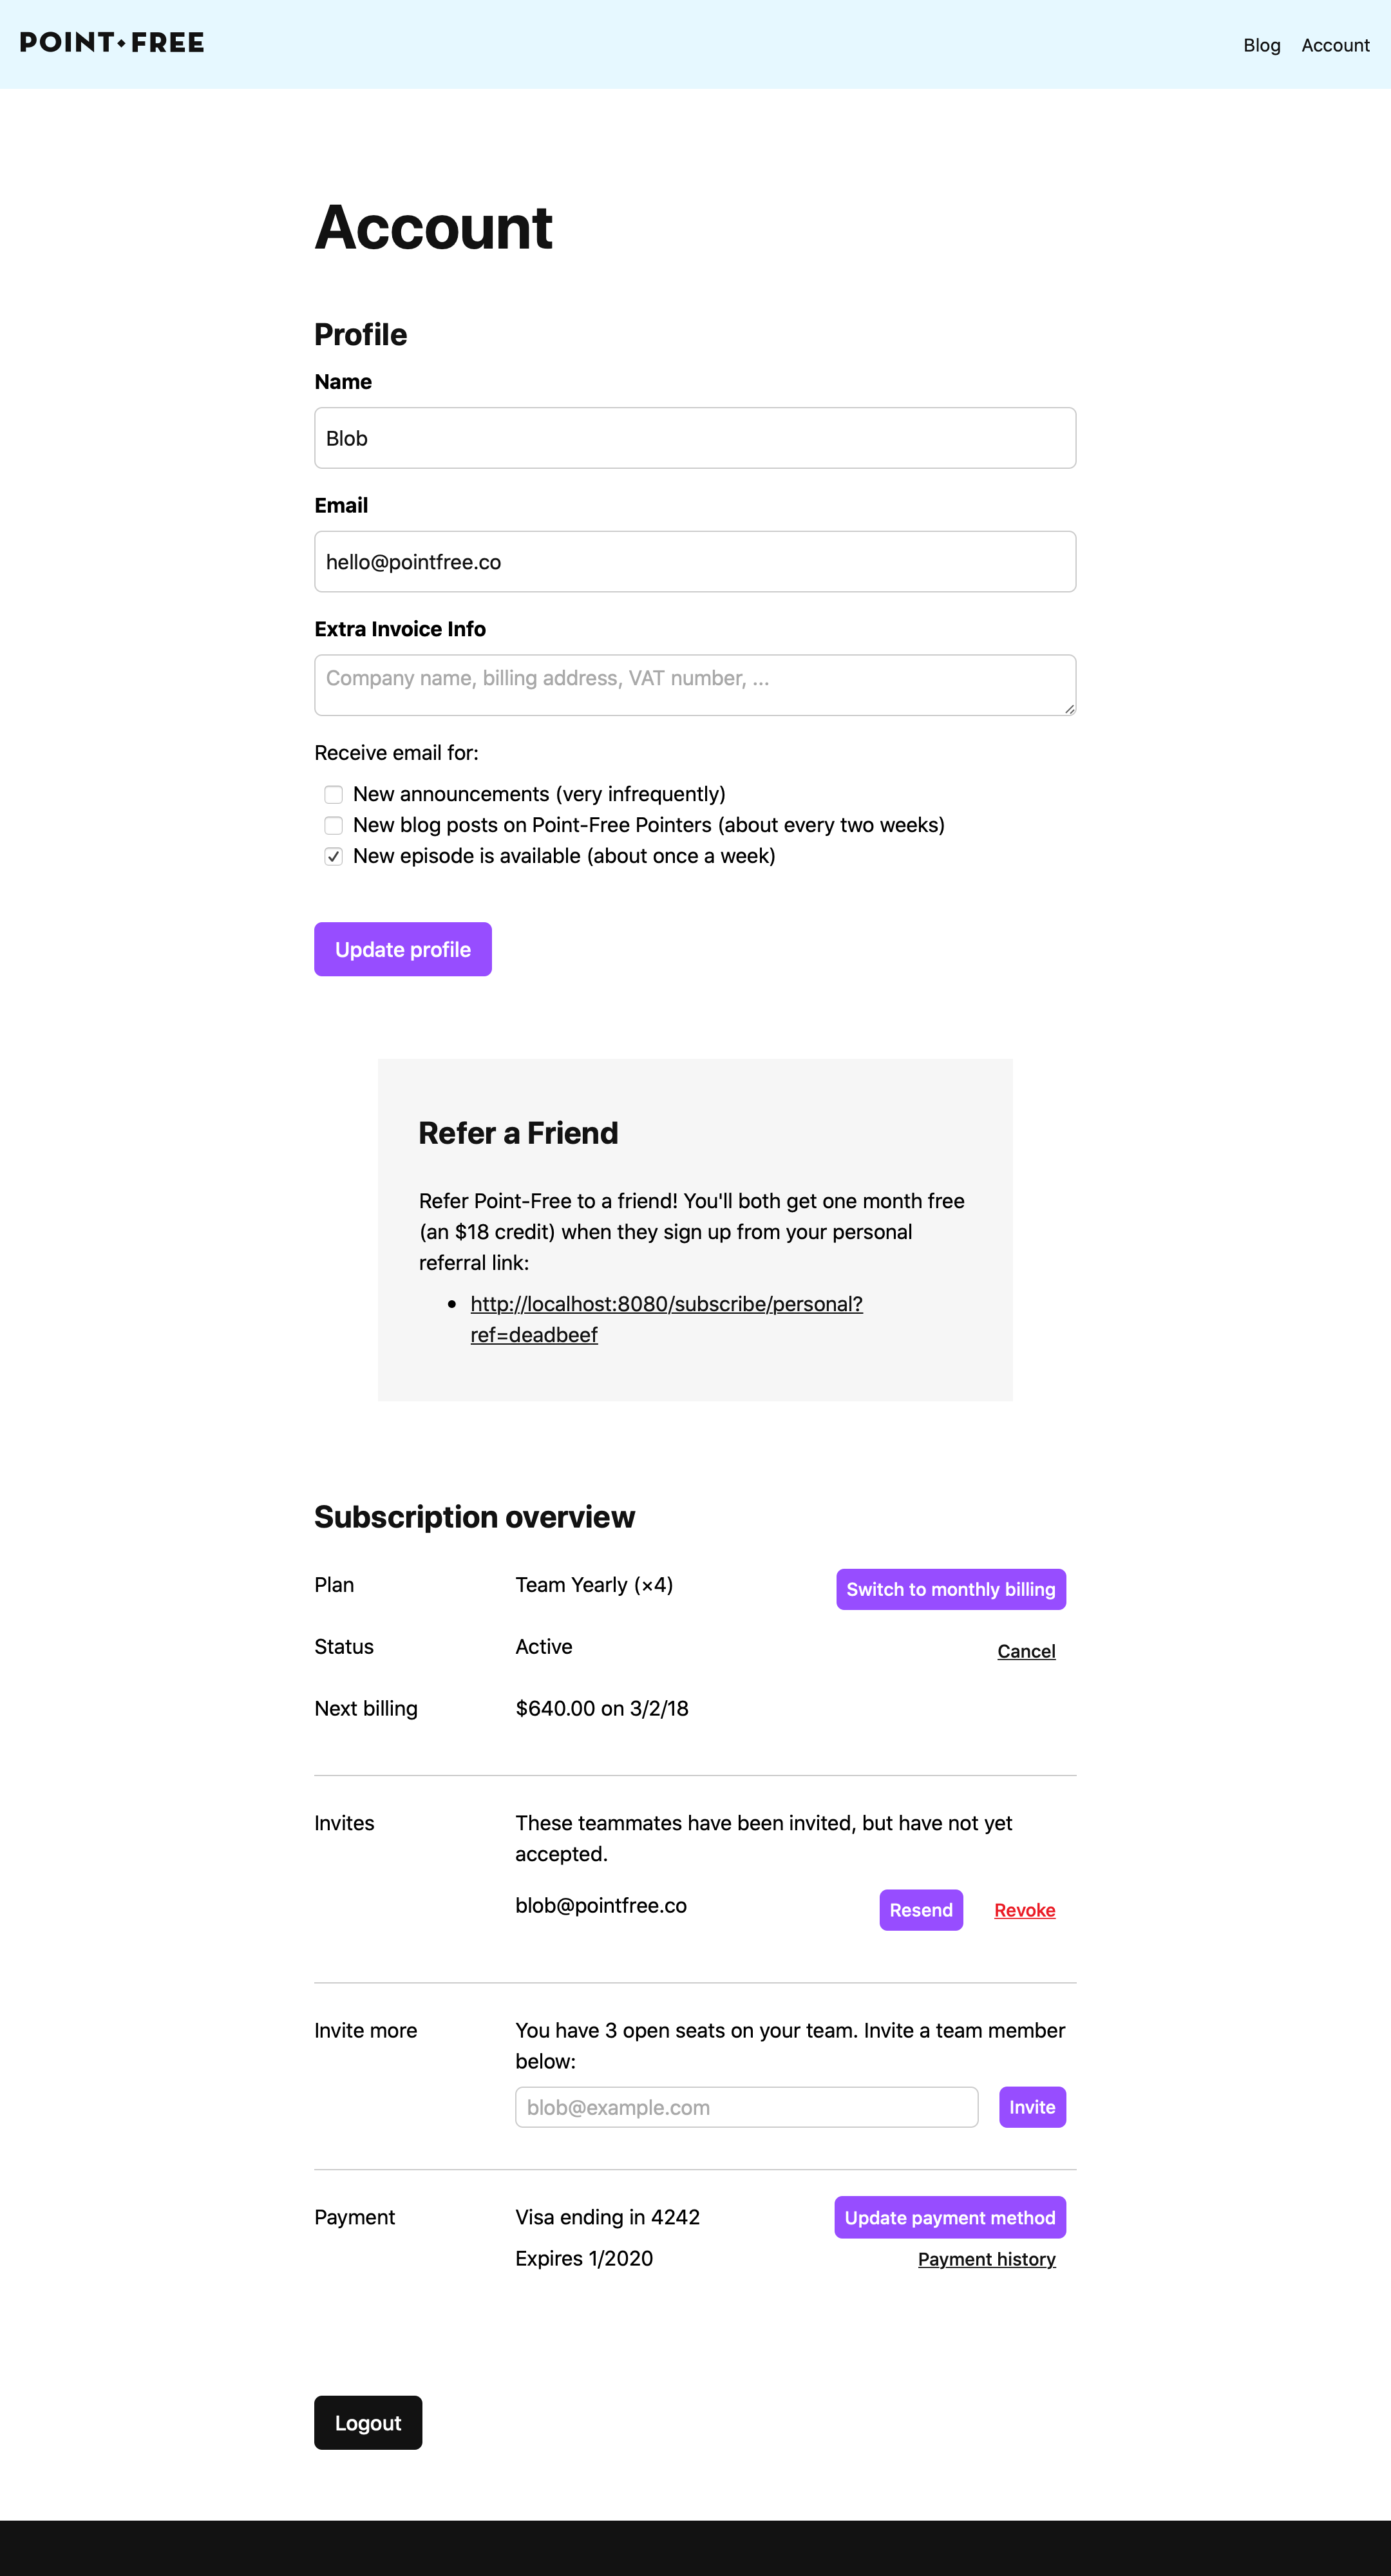 POINT FREE
Blog Account
Account
Profile
Name
Blob
Email
hello@pointfree.co
Extra Invoice Info
Company name, billing address, VAT number, ...
Receive email for:
New announcements (very infrequently)
New blog posts on Point-Free Pointers (about every two weeks)
New episode is available (about once a week)
Update profile
Refer a Friend
Refer Point-Free to a friend! You'll both get one month free
(an $18 credit) when they sign up from your personal
referral link:
• http://localhost:8080/subscribe/personal?
ref=deadbeef
Subscription overview
Plan Team Yearly (×4) Switch to monthly billing
Status Active Cancel
Next billing $640.00 on 3/2/18
Invites These teammates have been invited, but have not yet
accepted.
blob@pointfree.co Resend Revoke
Invite more You have 3 open seats on your team. Invite a team member
below:
blob@example.com Invite
Payment Visa ending in 4242 Update payment method
Expires 1/2020 Payment history
Logout